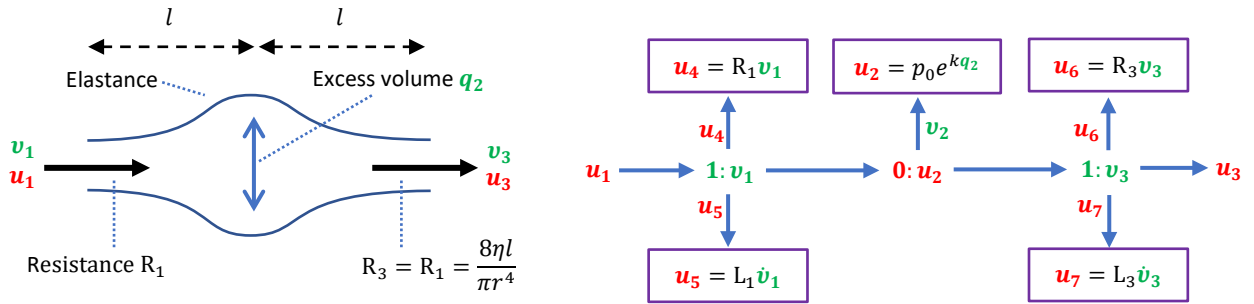 l l
Elastance Excess volume q₂
v₁ v₃
u₁ u₃
Resistance R₁ R₃ = R₁ = 8ηl/πr⁴
u₄ = R₁v₁ u₂ = p₀e^{kq₂} u₆ = R₃v₃
u₄ v₂ u₆
u₁ 1: v₁ 0: u₂ 1: v₃ u₃
u₅ u₇
u₅ = L₁v̇₁ u₇ = L₃v̇₃